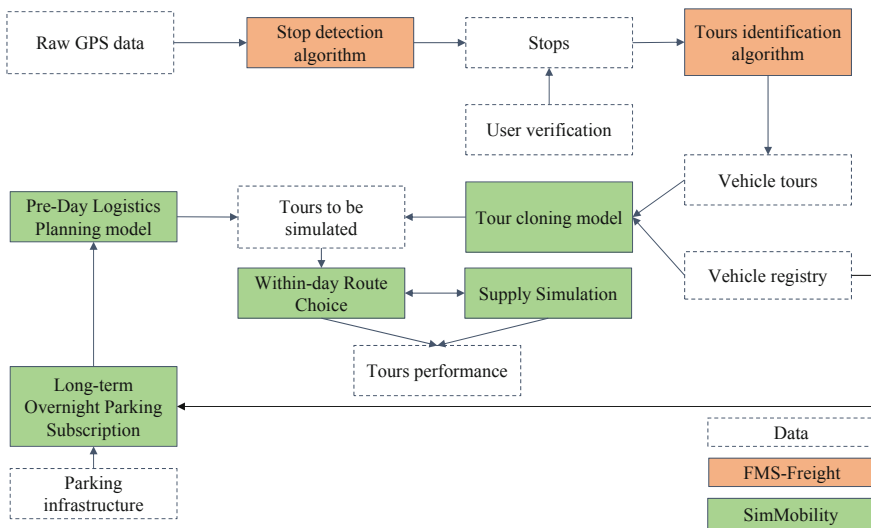 Raw GPS data
Stop detection
algorithm
Stops
Tours identification
algorithm
User verification
Vehicle tours
Pre-Day Logistics
Planning model
Tours to be
simulated
Tour cloning model
Vehicle registry
Within-day Route
Choice
Supply Simulation
Tours performance
Long-term
Overnight Parking
Subscription
Parking
infrastructure
Data
FMS-Freight
SimMobility